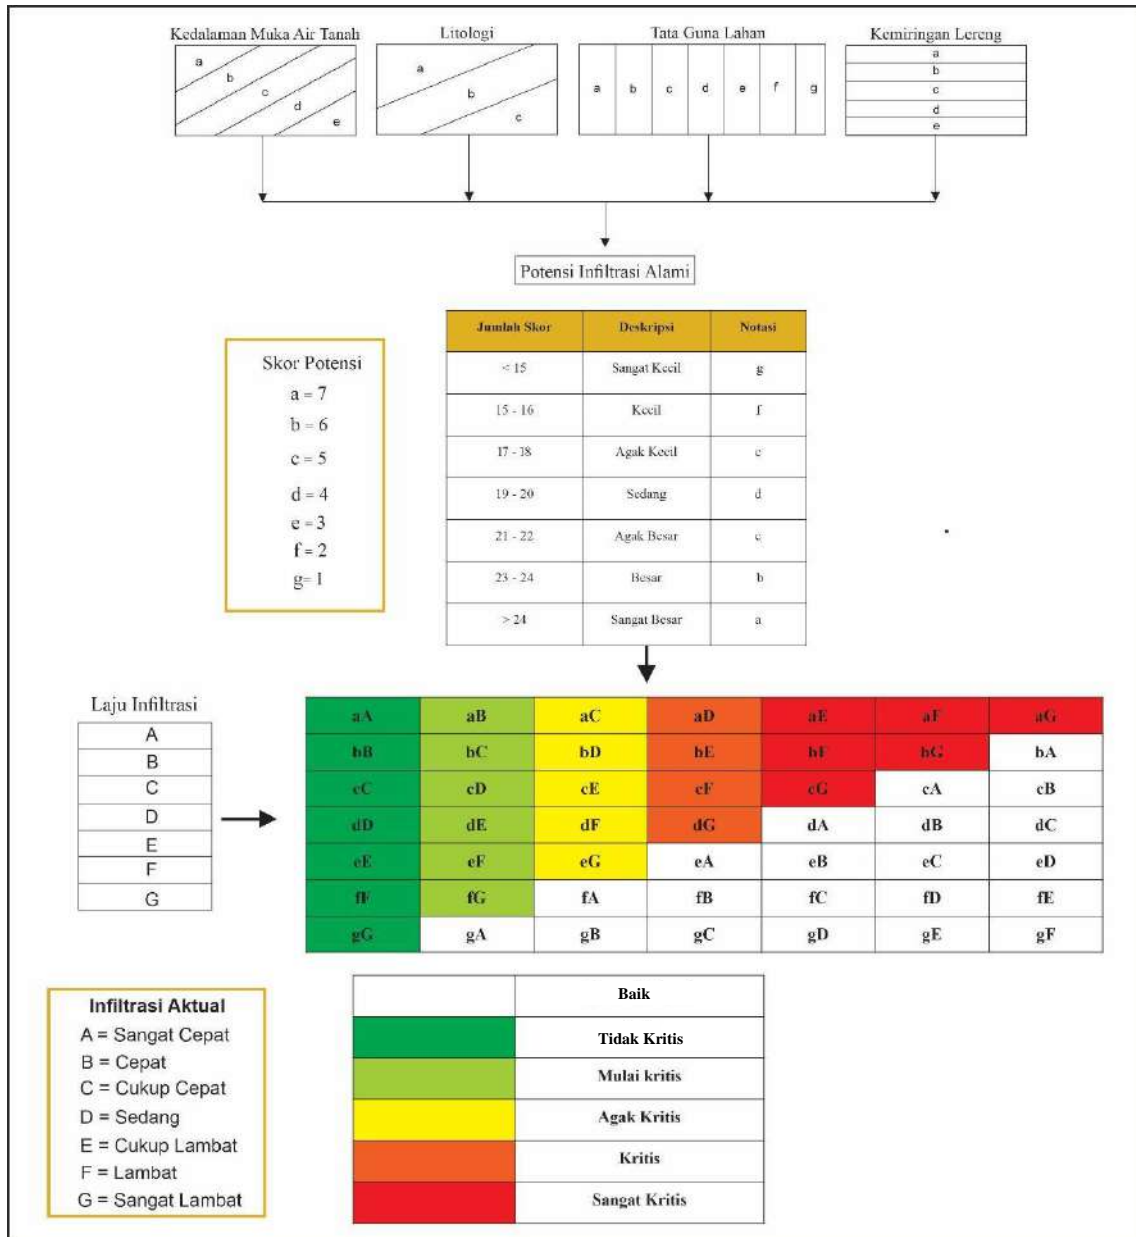 Kedalaman Muka Air Tanah
a
b
c
d
e
Litologi
a
b
c
Tata Guna Lahan
a b c d e f g
Kemiringan Lereng
a
b
c
d
e
Potensi Infiltrasi Alami
Skor Potensi
a = 7
b = 6
c = 5
d = 4
e = 3
f = 2
g= 1
Jumlah Skor Deskripsi Notasi
< 15 Sangat Kecil g
15 - 16 Kecil f
17 - 18 Agak Kecil e
19 - 20 Sedang d
21 - 22 Agak Besar c
23 - 24 Besar b
> 24 Sangat Besar a
Laju Infiltrasi
A
B
C
D
E
F
G
aA aB aC aD aE aF aG
bB bC bD bE bF bG bA
cC cD cE cF cG cA cB
dD dE dF dG dA dB dC
eE eF eG eA eB eC eD
fF fG fA fB fC fD fE
gG gA gB gC gD gE gF
Infiltrasi Aktual
A = Sangat Cepat
B = Cepat
C = Cukup Cepat
D = Sedang
E = Cukup Lambat
F = Lambat
G = Sangat Lambat
Baik
Tidak Kritis
Mulai kritis
Agak Kritis
Kritis
Sangat Kritis